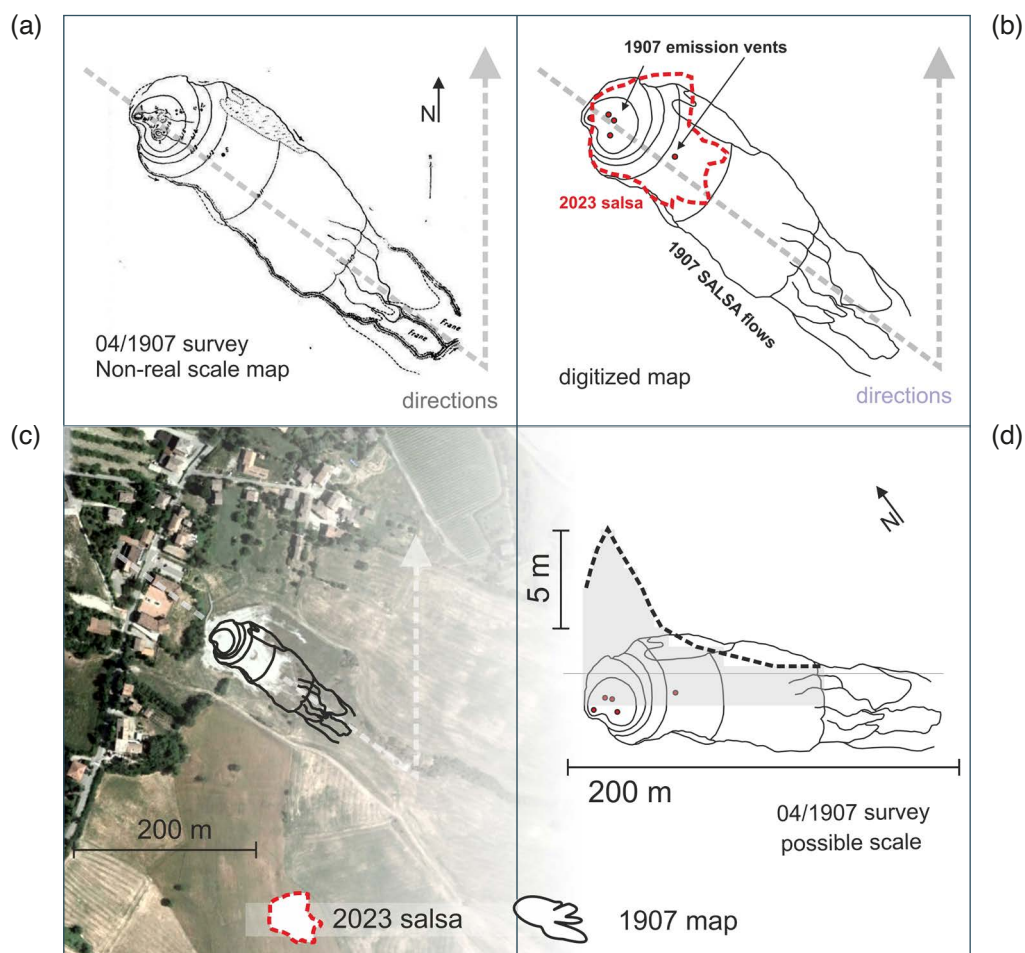 (a)
N
frane
frane
04/1907 survey
Non-real scale map
directions
(b)
1907 emission vents
2023 salsa
1907 SALSA flows
digitized map
directions
(c)
200 m
2023 salsa
(d)
N
5 m
200 m
04/1907 survey
possible scale
1907 map